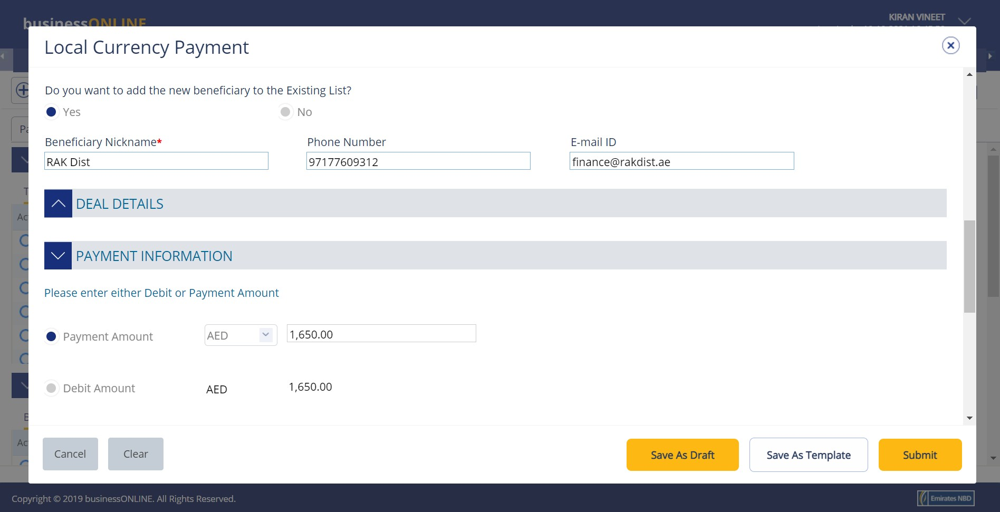 businessONLINE
KIRAN VINEET
Local Currency Payment
Do you want to add the new beneficiary to the Existing List?
Yes No
Beneficiary Nickname* Phone Number E-mail ID
RAK Dist 97177609312 finance@rakdist.ae
DEAL DETAILS
PAYMENT INFORMATION
Please enter either Debit or Payment Amount
Payment Amount AED 1,650.00
Debit Amount AED 1,650.00
Cancel Clear Save As Draft Save As Template Submit
Copyright © 2019 businessONLINE. All Rights Reserved.
Emirates NBD